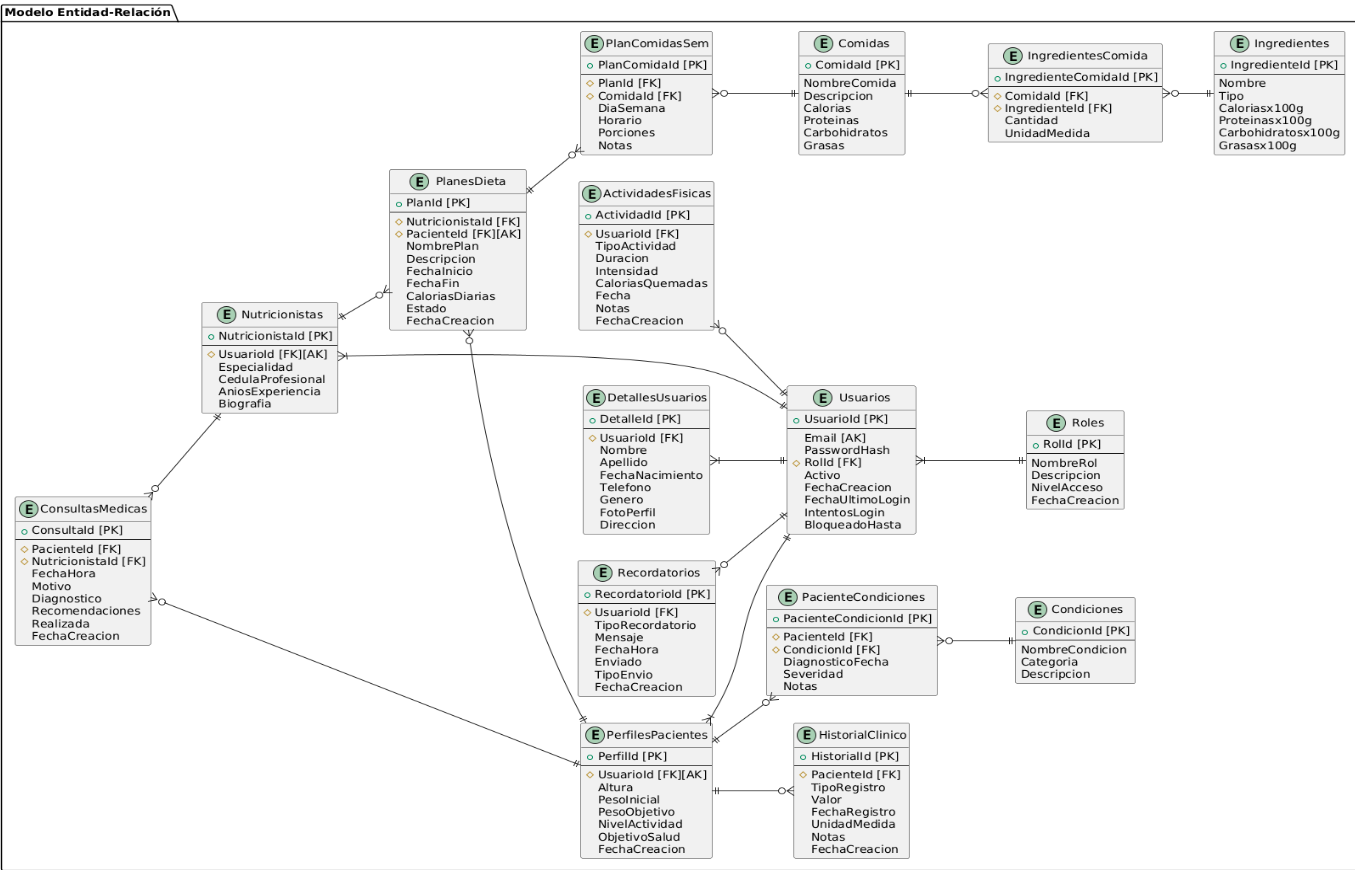 Modelo Entidad-Relación
E PlanComidasSem
PlanComidaId [PK]
PlanId [FK]
ComidaId [FK]
DiaSemana
Horario
Porciones
Notas
E Comidas
ComidaId [PK]
NombreComida
Descripcion
Calorias
Proteinas
Carbohidratos
Grasas
E IngredientesComida
IngredienteComidaId [PK]
ComidaId [FK]
IngredienteId [FK]
Cantidad
UnidadMedida
E Ingredientes
IngredienteId [PK]
Nombre
Tipo
Caloriasx100g
Proteinasx100g
Carbohidratosx100g
Grasasx100g
E PlanesDieta
PlanId [PK]
NutricionistaId [FK]
PacienteId [FK][AK]
NombrePlan
Descripcion
FechaInicio
FechaFin
CaloriasDiarias
Estado
FechaCreacion
E ActividadesFisicas
ActividadId [PK]
UsuarioId [FK]
TipoActividad
Duracion
Intensidad
CaloriasQuemadas
Fecha
Notas
FechaCreacion
E Nutricionistas
NutricionistaId [PK]
UsuarioId [FK][AK]
Especialidad
CedulaProfesional
AniosExperiencia
Biografia
E DetallesUsuarios
DetalleId [PK]
UsuarioId [FK]
Nombre
Apellido
FechaNacimiento
Telefono
Genero
FotoPerfil
Direccion
E Usuarios
UsuarioId [PK]
Email [AK]
PasswordHash
RolId [FK]
Activo
FechaCreacion
FechaUltimoLogin
IntentosLogin
BloqueadoHasta
E Roles
RolId [PK]
NombreRol
Descripcion
NivelAcceso
FechaCreacion
E ConsultasMedicas
ConsultaId [PK]
PacienteId [FK]
NutricionistaId [FK]
FechaHora
Motivo
Diagnostico
Recomendaciones
Realizada
FechaCreacion
E Recordatorios
RecordatorioId [PK]
UsuarioId [FK]
TipoRecordatorio
Mensaje
FechaHora
Enviado
TipoEnvio
FechaCreacion
E PacienteCondiciones
PacienteCondicionId [PK]
PacienteId [FK]
CondicionId [FK]
DiagnosticoFecha
Severidad
Notas
E Condiciones
CondicionId [PK]
NombreCondicion
Categoria
Descripcion
E PerfilesPacientes
PerfilId [PK]
UsuarioId [FK][AK]
Altura
PesoInicial
PesoObjetivo
NivelActividad
ObjetivoSalud
FechaCreacion
E HistorialClinico
HistorialId [PK]
PacienteId [FK]
TipoRegistro
Valor
FechaRegistro
UnidadMedida
Notas
FechaCreacion